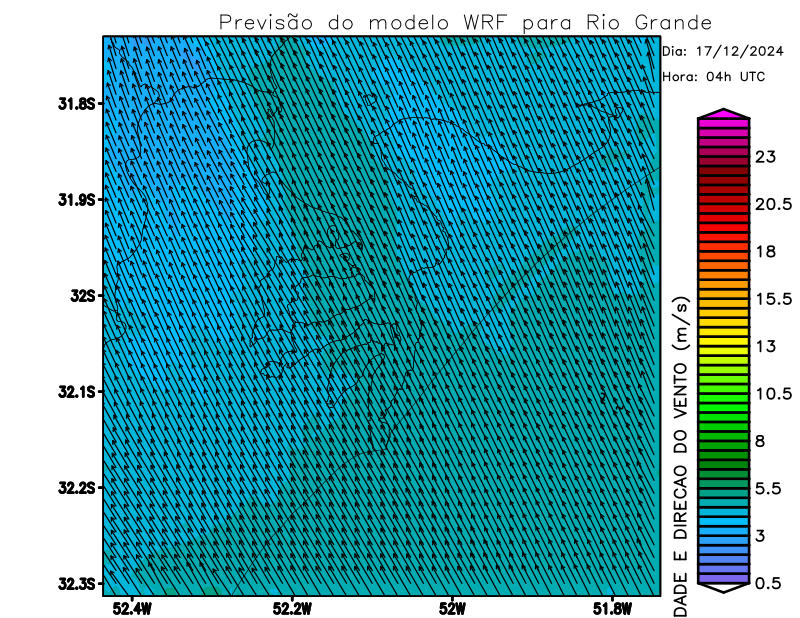 Previsão do modelo WRF para Rio Grande
Dia: 17/12/2024
Hora: 04h UTC
31.8S
31.9S
32S
32.1S
32.2S
32.3S
52.4W
52.2W
52W
51.8W
23
20.5
18
15.5
13
10.5
8
5.5
3
0.5
DADE E DIRECAO DO VENTO (m/s)